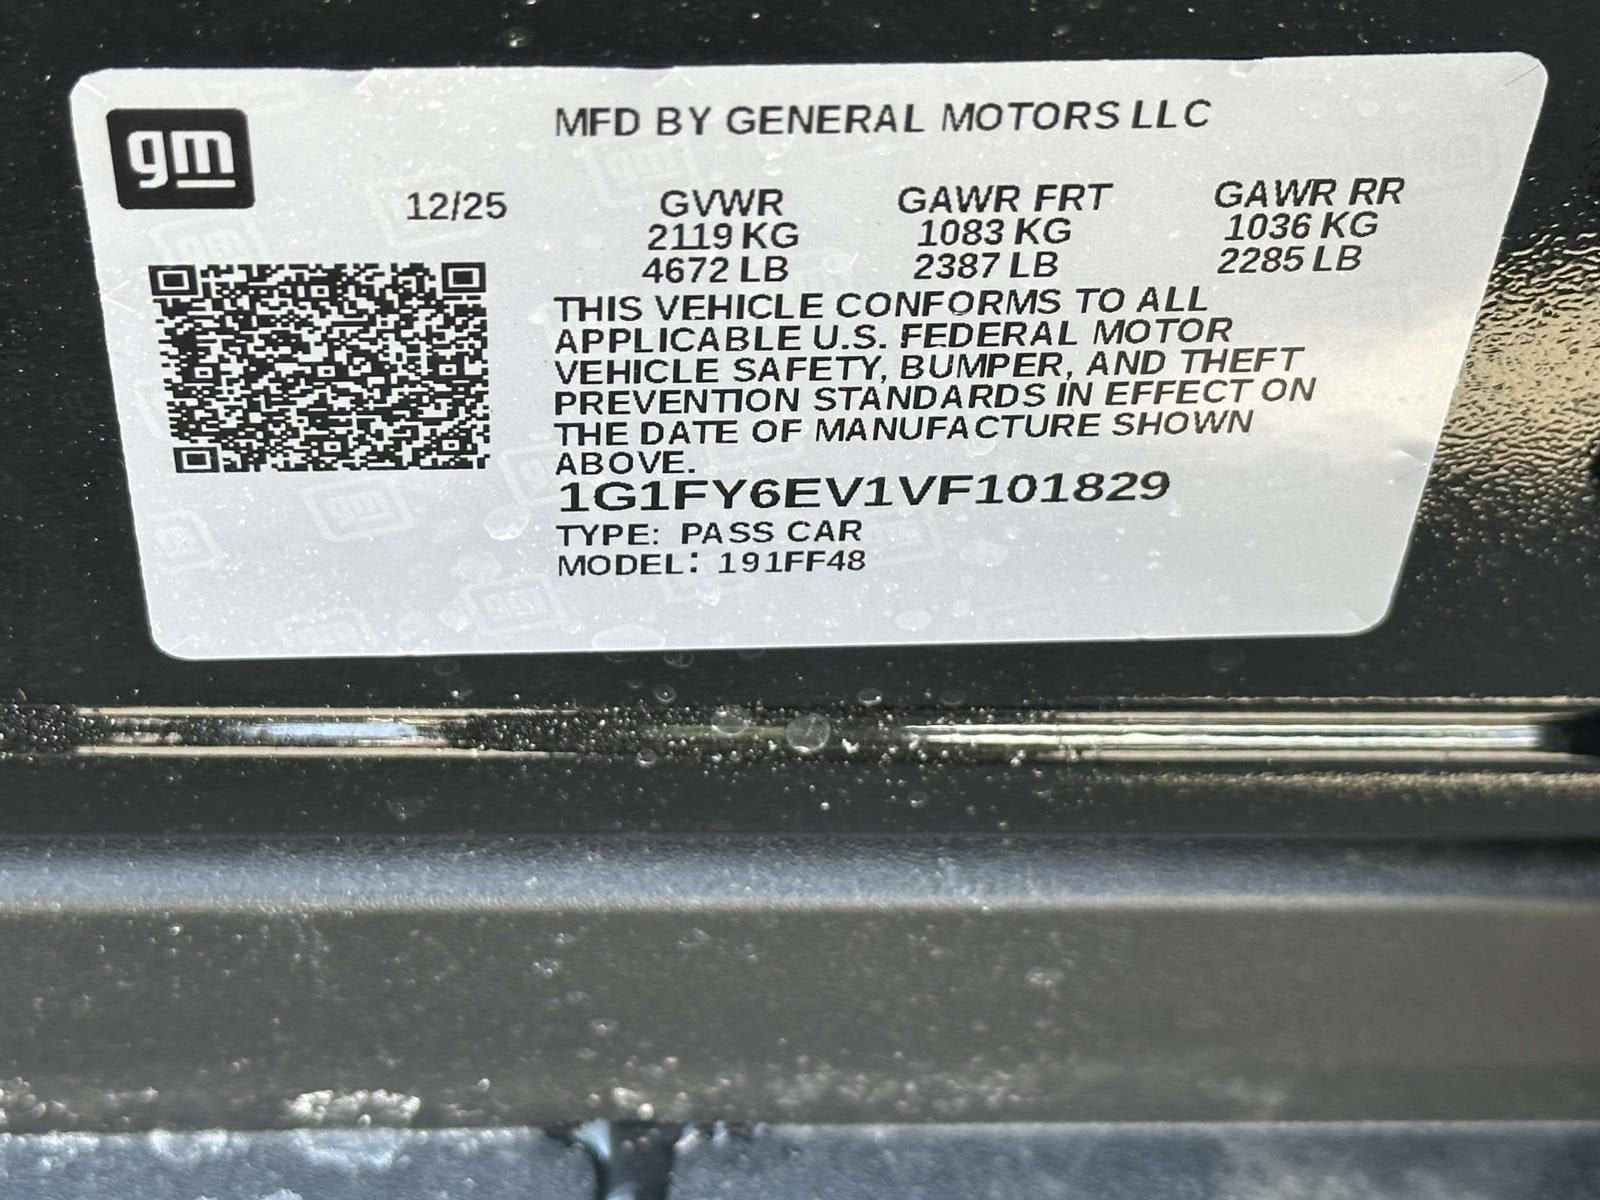 gm
MFD BY GENERAL MOTORS LLC
12/25
GVWR GAWR FRT GAWR RR
2119 KG 1083 KG 1036 KG
4672 LB 2387 LB 2285 LB
THIS VEHICLE CONFORMS TO ALL
APPLICABLE U.S. FEDERAL MOTOR
VEHICLE SAFETY, BUMPER, AND THEFT
PREVENTION STANDARDS IN EFFECT ON
THE DATE OF MANUFACTURE SHOWN
ABOVE.
1G1FY6EV1VF101829
TYPE: PASS CAR
MODEL: 191FF48